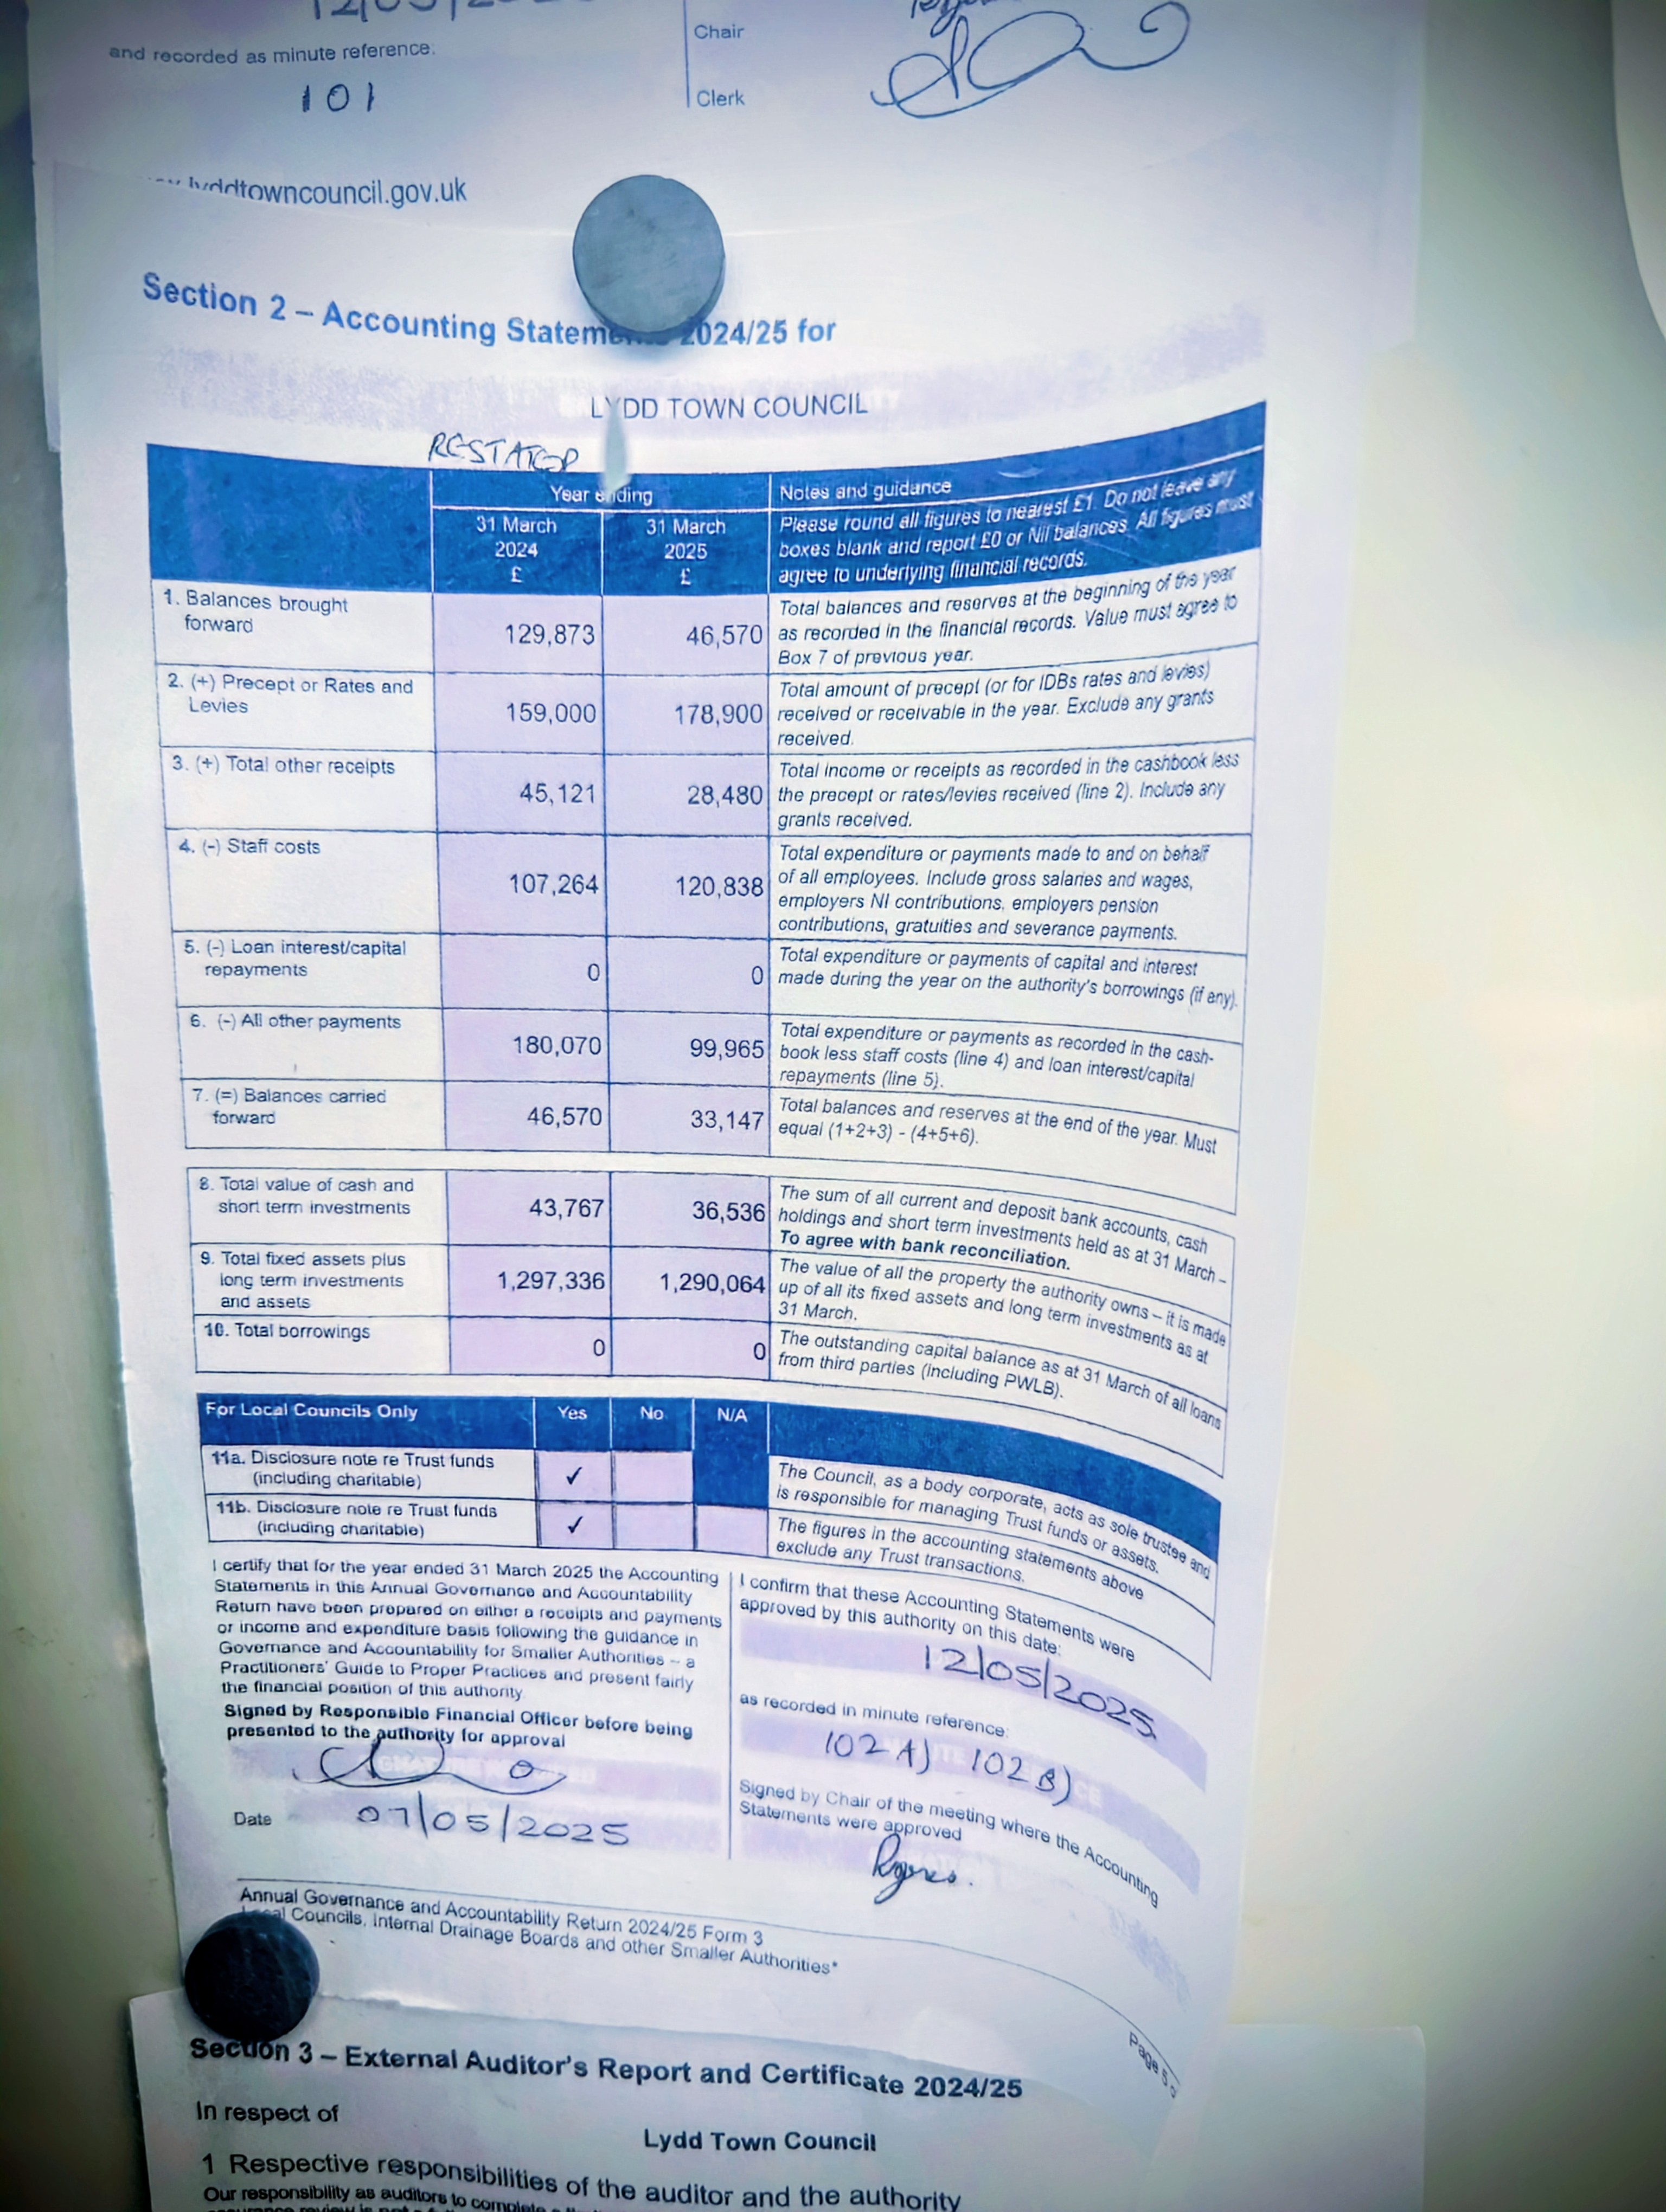 and recorded as minute reference:
101
Chair
Clerk
lyddtowncouncil.gov.uk
Section 2 – Accounting Statements 2024/25 for
LYDD TOWN COUNCIL
RESTATED
Year ending
Notes and guidance
31 March
2024
£
31 March
2025
£
Please round all figures to nearest £1. Do not leave any
boxes blank and report £0 or Nil balances. All figures must
agree to underlying financial records.
1. Balances brought
forward
129,873
46,570
Total balances and reserves at the beginning of the year
as recorded in the financial records. Value must agree to
Box 7 of previous year.
2. (+) Precept or Rates and
Levies
159,000
178,900
Total amount of precept (or for IDBs rates and levies)
received or receivable in the year. Exclude any grants
received.
3. (+) Total other receipts
45,121
28,480
Total income or receipts as recorded in the cashbook less
the precept or rates/levies received (line 2). Include any
grants received.
4. (-) Staff costs
107,264
120,838
Total expenditure or payments made to and on behalf
of all employees. Include gross salaries and wages,
employers NI contributions, employers pension
contributions, gratuities and severance payments.
5. (-) Loan interest/capital
repayments
0
0
Total expenditure or payments of capital and interest
made during the year on the authority's borrowings (if any).
6. (-) All other payments
180,070
99,965
Total expenditure or payments as recorded in the cash-
book less staff costs (line 4) and loan interest/capital
repayments (line 5).
7. (=) Balances carried
forward
46,570
33,147
Total balances and reserves at the end of the year. Must
equal (1+2+3) - (4+5+6).
8. Total value of cash and
short term investments
43,767
36,536
The sum of all current and deposit bank accounts, cash
holdings and short term investments held as at 31 March –
To agree with bank reconciliation.
9. Total fixed assets plus
long term investments
and assets
1,297,336
1,290,064
The value of all the property the authority owns – it is made
up of all its fixed assets and long term investments as at
31 March.
10. Total borrowings
0
0
The outstanding capital balance as at 31 March of all loans
from third parties (including PWLB).
For Local Councils Only
Yes
No
N/A
11a. Disclosure note re Trust funds
(including charitable)
✓
The Council, as a body corporate, acts as sole trustee and
is responsible for managing Trust funds or assets.
11b. Disclosure note re Trust funds
(including charitable)
✓
The figures in the accounting statements above
exclude any Trust transactions.
I certify that for the year ended 31 March 2025 the Accounting
Statements in this Annual Governance and Accountability
Return have been prepared on either a receipts and payments
or income and expenditure basis following the guidance in
Governance and Accountability for Smaller Authorities – a
Practitioners' Guide to Proper Practices and present fairly
the financial position of this authority.
Signed by Responsible Financial Officer before being
presented to the authority for approval
Date
07/05/2025
I confirm that these Accounting Statements were
approved by this authority on this date:
12/05/2025
as recorded in minute reference:
102 A) 102 B)
Signed by Chair of the meeting where the Accounting
Statements were approved
Annual Governance and Accountability Return 2024/25 Form 3
Local Councils, Internal Drainage Boards and other Smaller Authorities*
Page 5
Section 3 – External Auditor's Report and Certificate 2024/25
In respect of
Lydd Town Council
1 Respective responsibilities of the auditor and the authority
Our responsibility as auditors to complete